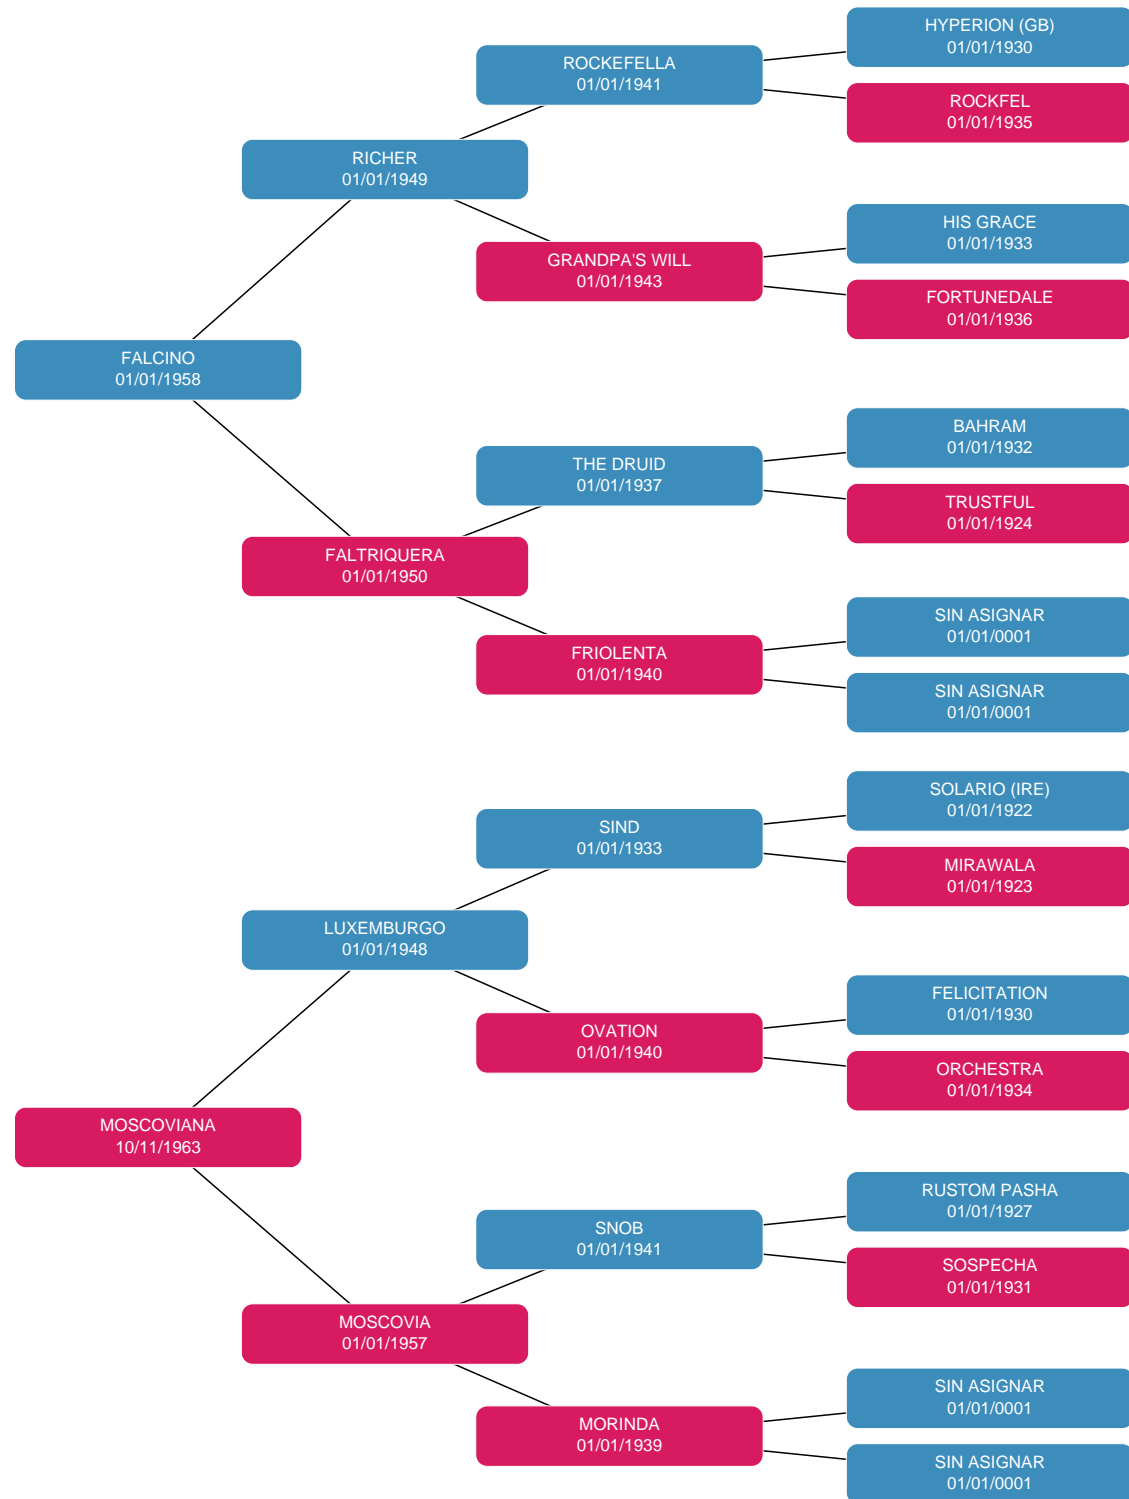 HYPERION (GB)
01/01/1930
ROCKEFELLA
01/01/1941
ROCKFEL
01/01/1935
RICHER
01/01/1949
HIS GRACE
01/01/1933
GRANDPA'S WILL
01/01/1943
FORTUNEDALE
01/01/1936
FALCINO
01/01/1958
BAHRAM
01/01/1932
THE DRUID
01/01/1937
TRUSTFUL
01/01/1924
FALTRIQUERA
01/01/1950
SIN ASIGNAR
01/01/0001
FRIOLENTA
01/01/1940
SIN ASIGNAR
01/01/0001
SOLARIO (IRE)
01/01/1922
SIND
01/01/1933
MIRAWALA
01/01/1923
LUXEMBURGO
01/01/1948
FELICITATION
01/01/1930
OVATION
01/01/1940
ORCHESTRA
01/01/1934
MOSCOVIANA
10/11/1963
RUSTOM PASHA
01/01/1927
SNOB
01/01/1941
SOSPECHA
01/01/1931
MOSCOVIA
01/01/1957
SIN ASIGNAR
01/01/0001
MORINDA
01/01/1939
SIN ASIGNAR
01/01/0001